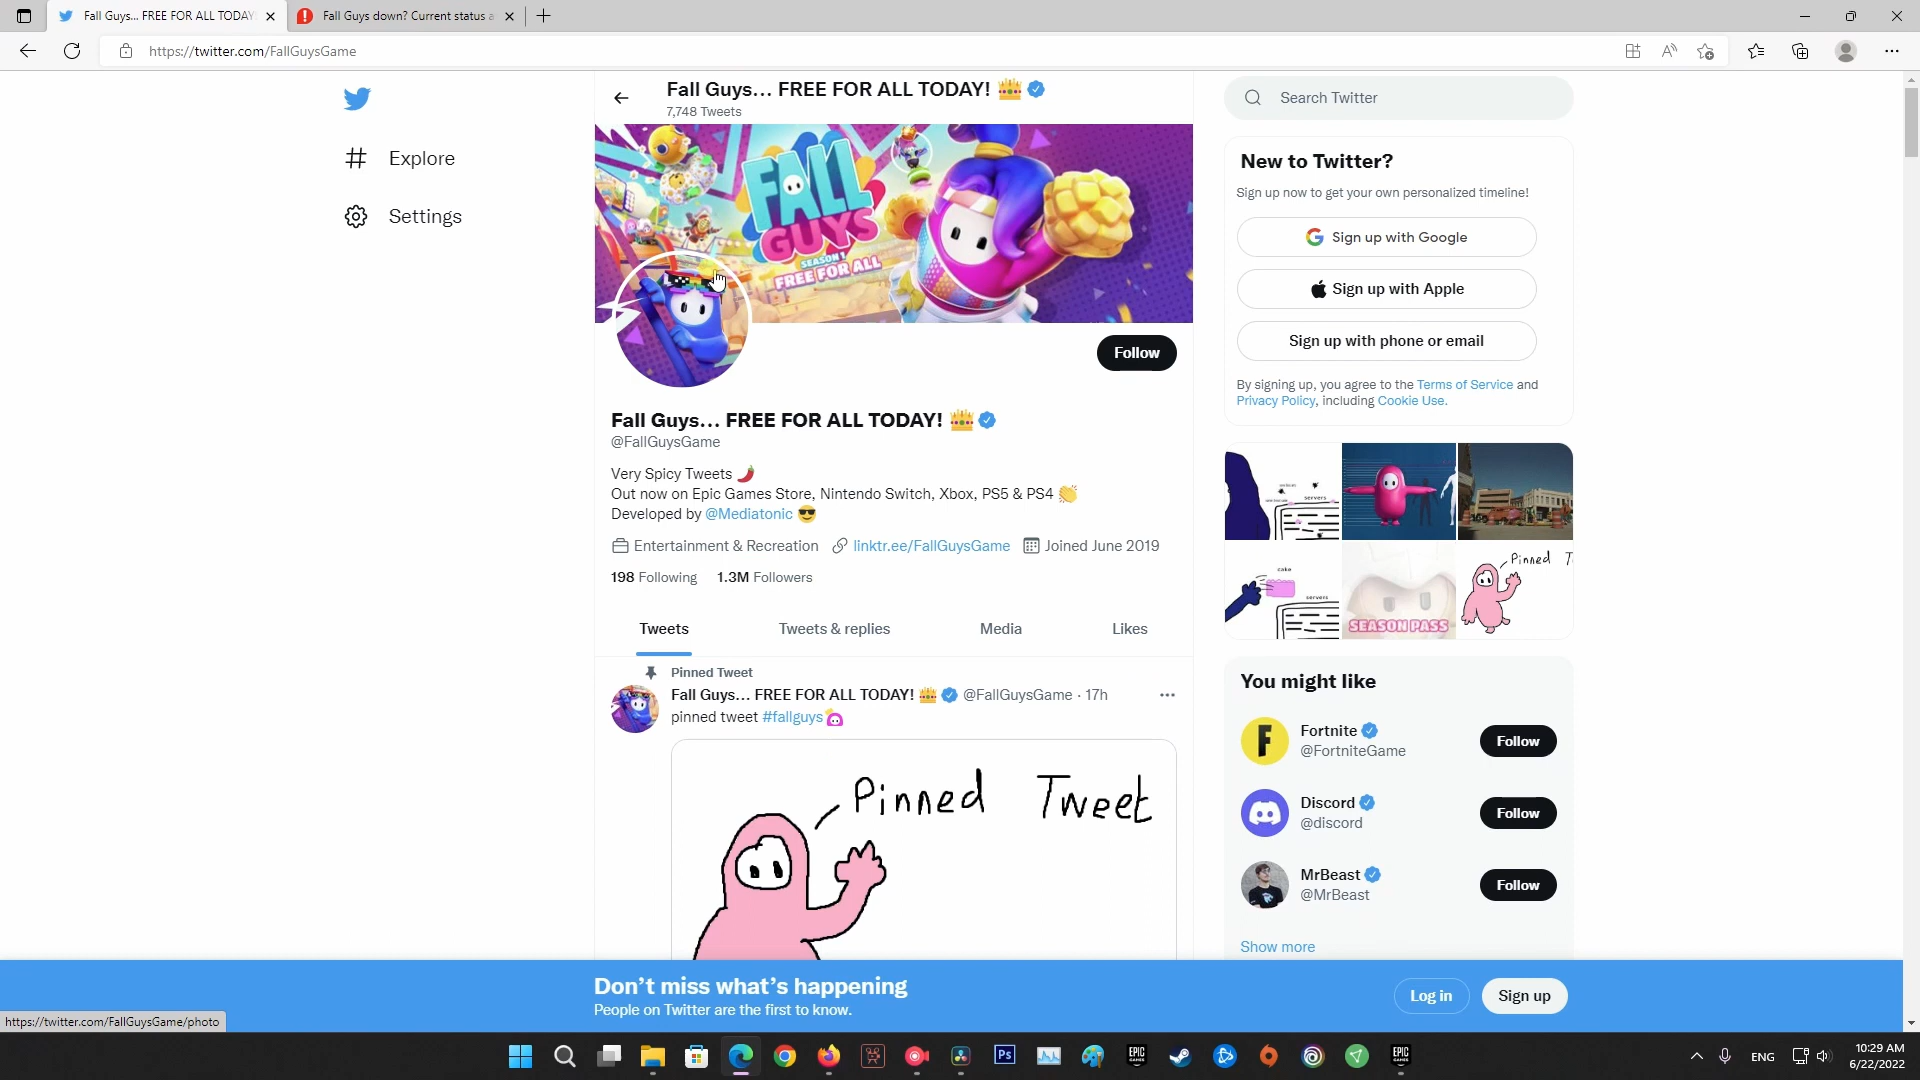 Fall Guys... FREE FOR ALL TODAY
Fall Guys down? Current status a
https://twitter.com/FallGuysGame
Explore
Settings
Fall Guys… FREE FOR ALL TODAY! 👑
7,748 Tweets
FALL
GUYS
SEASON 1
FREE FOR ALL
Follow
Fall Guys… FREE FOR ALL TODAY! 👑
@FallGuysGame
Very Spicy Tweets 🌶️
Out now on Epic Games Store, Nintendo Switch, Xbox, PS5 & PS4 👏
Developed by @Mediatonic 😎
Entertainment & Recreation linktr.ee/FallGuysGame Joined June 2019
198 Following 1.3M Followers
Tweets Tweets & replies Media Likes
Pinned Tweet
Fall Guys… FREE FOR ALL TODAY! 👑 @FallGuysGame · 17h
pinned tweet #fallguys
Pinned Tweet
Search Twitter
New to Twitter?
Sign up now to get your own personalized timeline!
Sign up with Google
Sign up with Apple
Sign up with phone or email
By signing up, you agree to the Terms of Service and
Privacy Policy, including Cookie Use.
servers
cake
servers
SEASON PASS
Pinned T
You might like
Fortnite
@FortniteGame
Follow
Discord
@discord
Follow
MrBeast
@MrBeast
Follow
Show more
Don’t miss what’s happening
People on Twitter are the first to know.
Log in
Sign up
https://twitter.com/FallGuysGame/photo
Ps
EPIC
GAMES
EPIC
GAMES
ENG
10:29 AM
6/22/2022